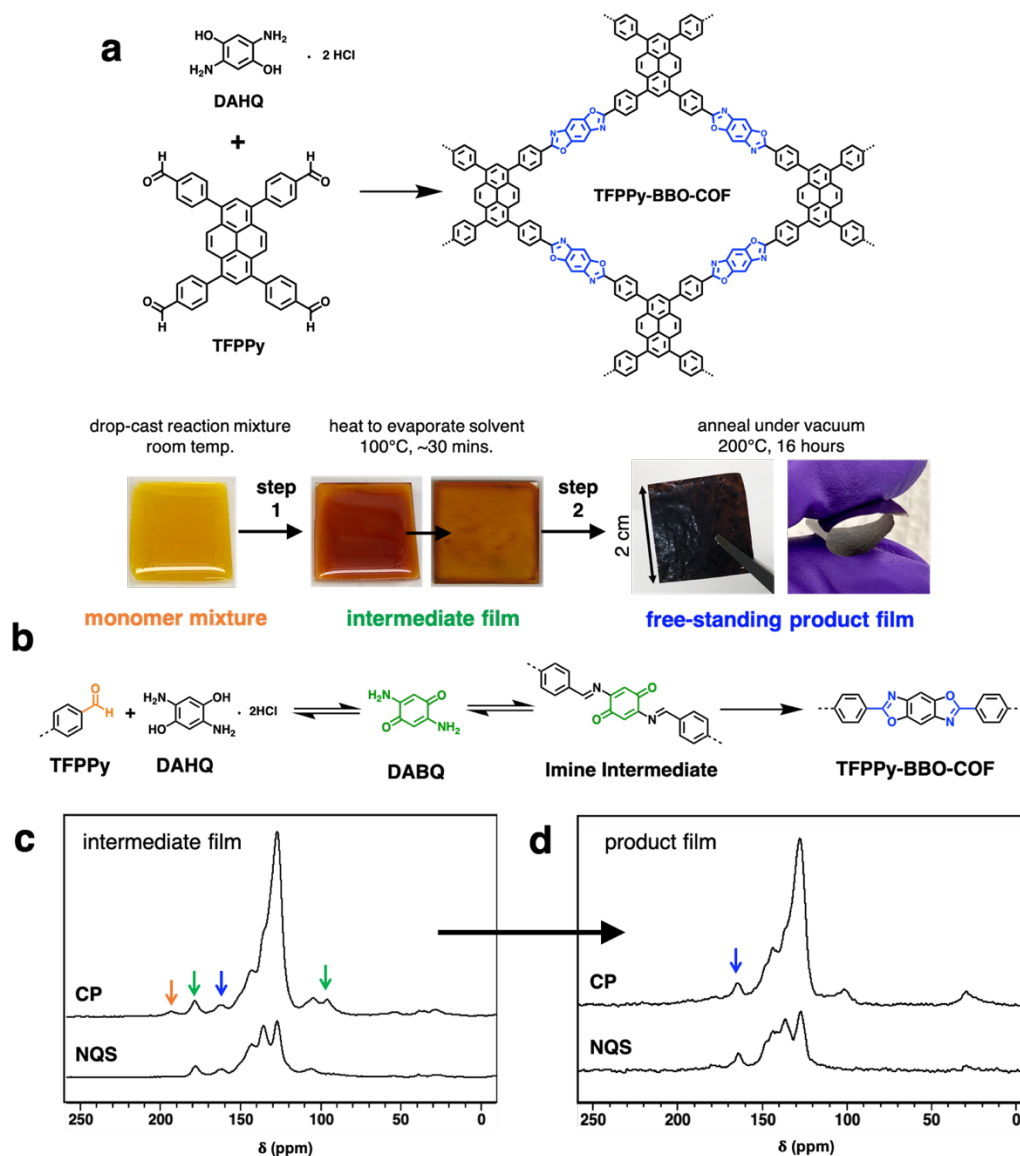 a
HO
NH2
H2N
OH
· 2 HCl
DAHQ
+
H
O
O
H
O
H
H
O
TFPPy
N
O
O
N
O
N
N
O
TFPPy-BBO-COF
N
O
O
N
O
N
N
O
drop-cast reaction mixture
room temp.
heat to evaporate solvent
100°C, ~30 mins.
anneal under vacuum
200°C, 16 hours
step
1
step
2
2 cm
monomer mixture
intermediate film
free-standing product film
b
O
H
+
H2N
OH
HO
NH2
· 2HCl
H2N
O
O
NH2
N
O
O
N
O
N
N
O
TFPPy
DAHQ
DABQ
Imine Intermediate
TFPPy-BBO-COF
c
intermediate film
CP
NQS
250 200 150 100 50 0
δ (ppm)
d
product film
CP
NQS
250 200 150 100 50 0
δ (ppm)